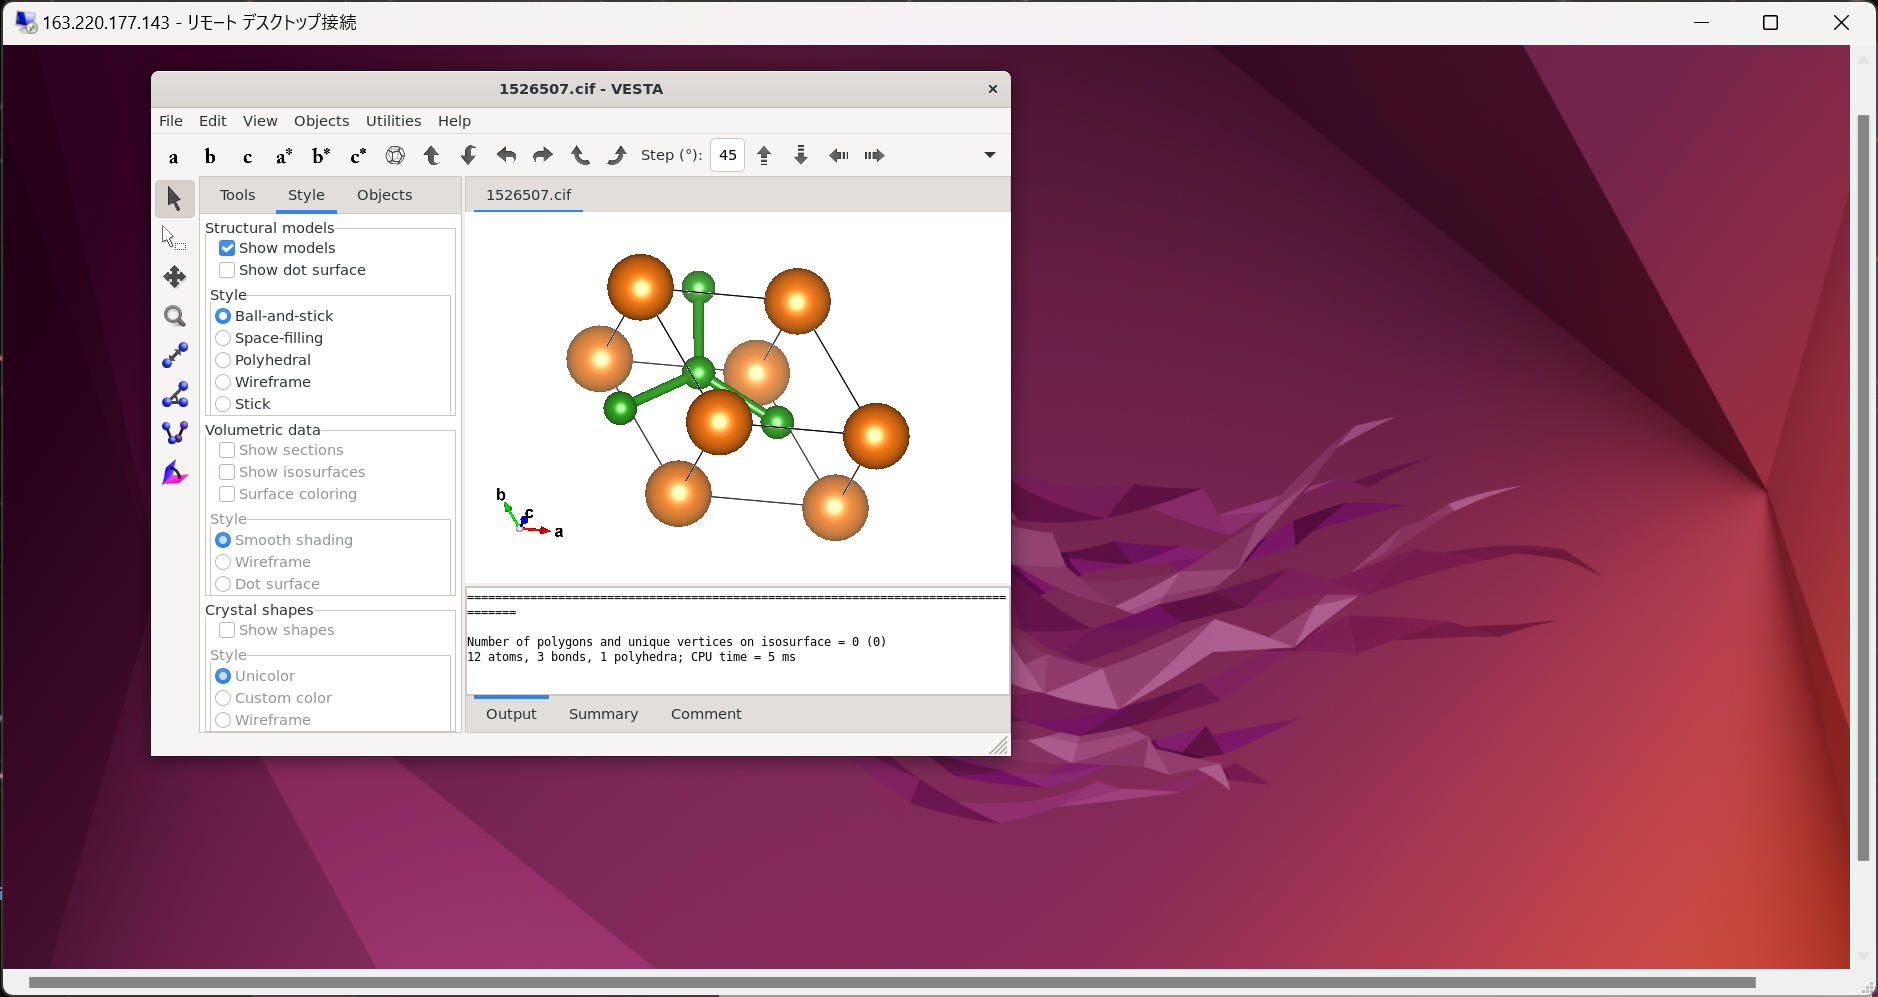 163.220.177.143 - リモート デスクトップ接続
1526507.cif - VESTA
File Edit View Objects Utilities Help
a b c a* b* c* Step (°): 45
Tools Style Objects
1526507.cif
Structural models
Show models
Show dot surface
Style
Ball-and-stick
Space-filling
Polyhedral
Wireframe
Stick
Volumetric data
Show sections
Show isosurfaces
Surface coloring
Style
Smooth shading
Wireframe
Dot surface
Crystal shapes
Show shapes
Style
Unicolor
Custom color
Wireframe
b
c
a
=============================================================================
=======
Number of polygons and unique vertices on isosurface = 0 (0)
12 atoms, 3 bonds, 1 polyhedra; CPU time = 5 ms
Output Summary Comment